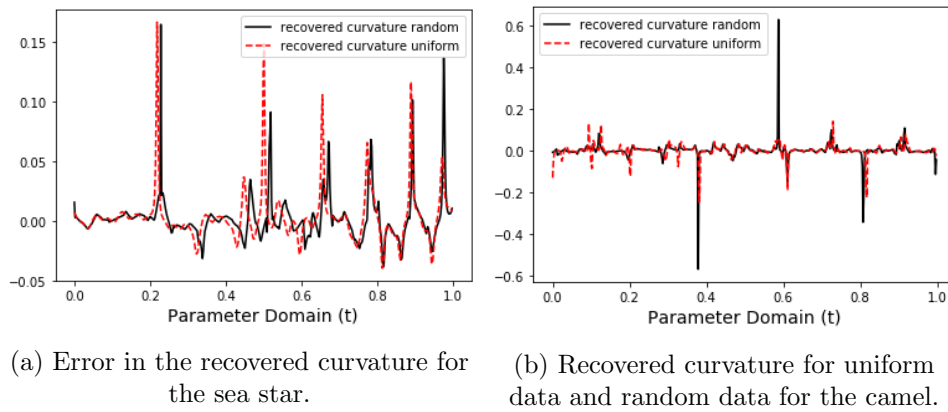 recovered curvature random
recovered curvature uniform
0.15
0.10
0.05
0.00
−0.05
0.0 0.2 0.4 0.6 0.8 1.0
Parameter Domain (t)
(a) Error in the recovered curvature for
the sea star.
recovered curvature random
recovered curvature uniform
0.6
0.4
0.2
0.0
−0.2
−0.4
−0.6
0.0 0.2 0.4 0.6 0.8 1.0
Parameter Domain (t)
(b) Recovered curvature for uniform
data and random data for the camel.